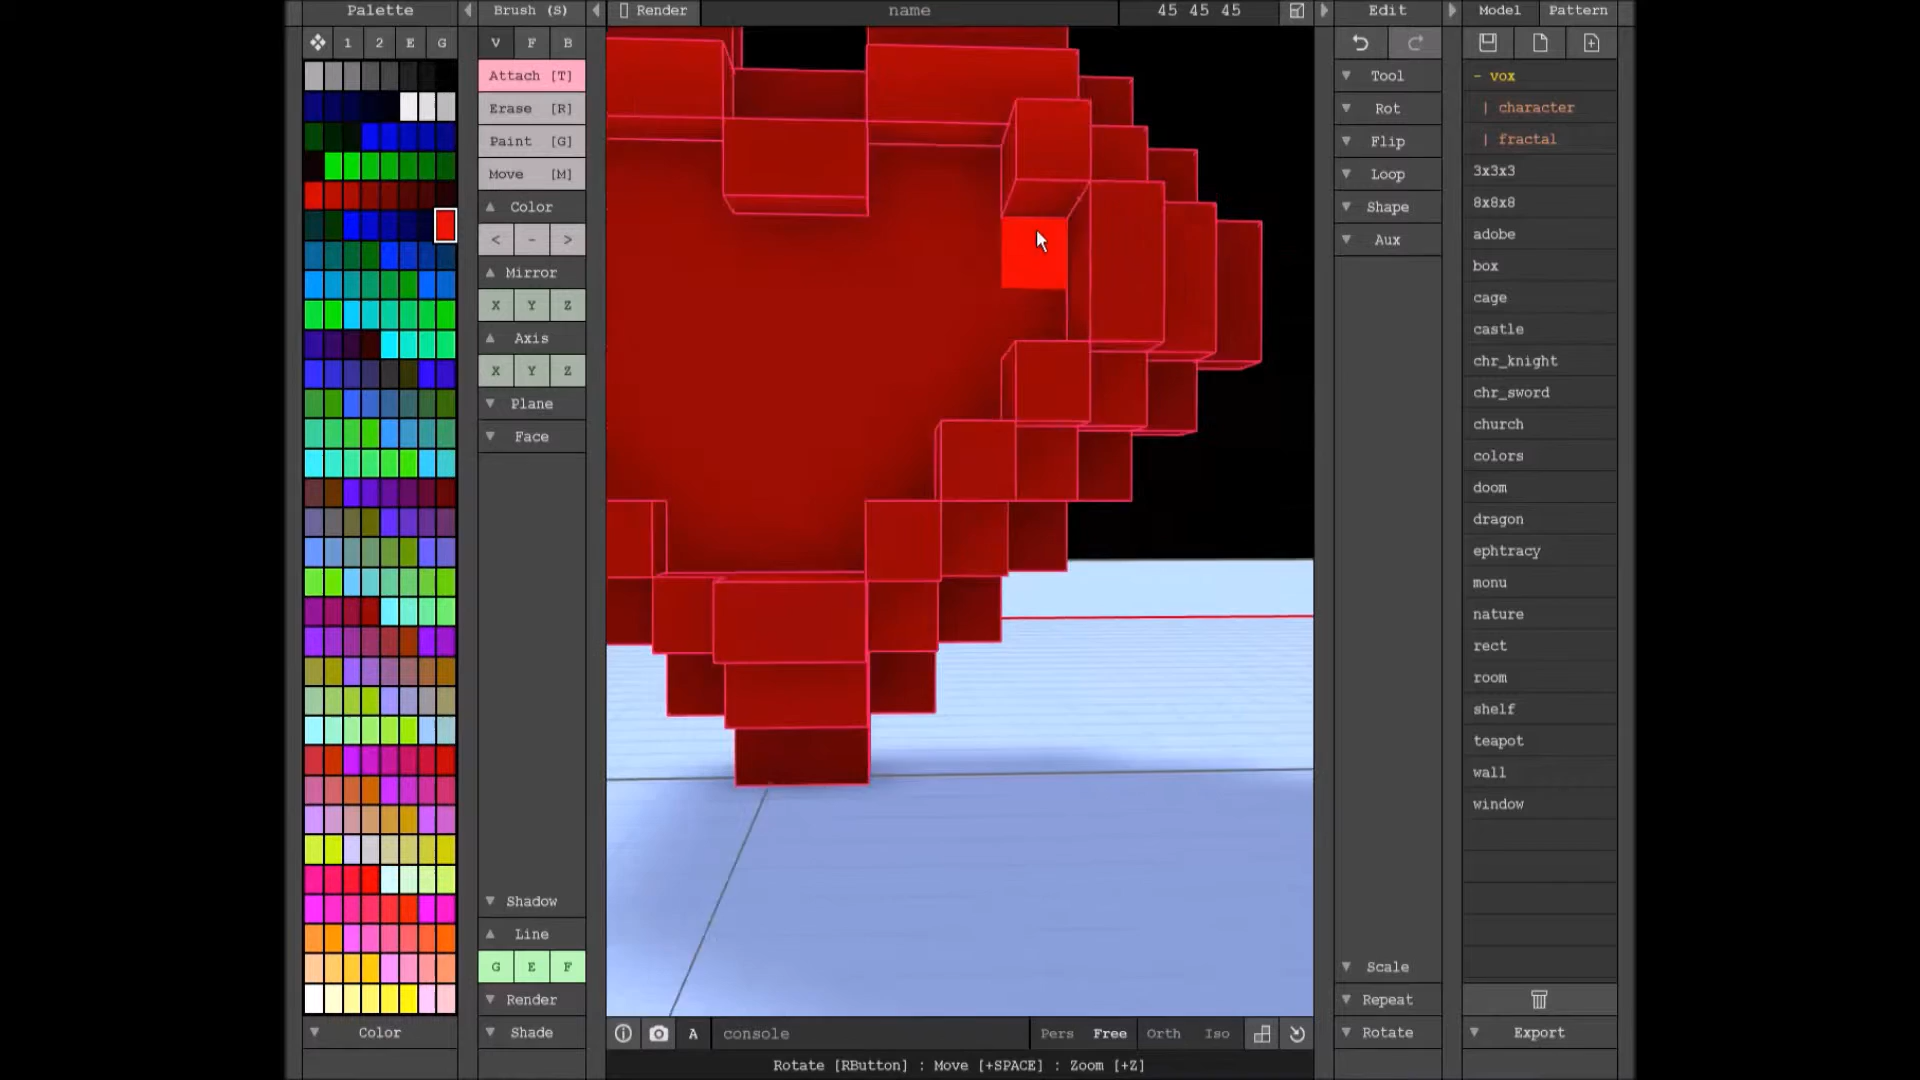 Palette
Brush (S)
Render
name
45 45 45
Edit
Model
Pattern
1
2
E
G
V
F
B
Attach [T]
Erase [R]
Paint [G]
Move [M]
Color
< - >
Mirror
X Y Z
Axis
X Y Z
Plane
Face
Shadow
Line
G E F
Render
Shade
Color
Tool
Rot
Flip
Loop
Shape
Aux
Scale
Repeat
Rotate
- vox
| character
| fractal
3x3x3
8x8x8
adobe
box
cage
castle
chr_knight
chr_sword
church
colors
doom
dragon
ephtracy
monu
nature
rect
room
shelf
teapot
wall
window
Export
A
console
Pers
Free
Orth
Iso
Rotate [RButton] : Move [+SPACE] : Zoom [+Z]